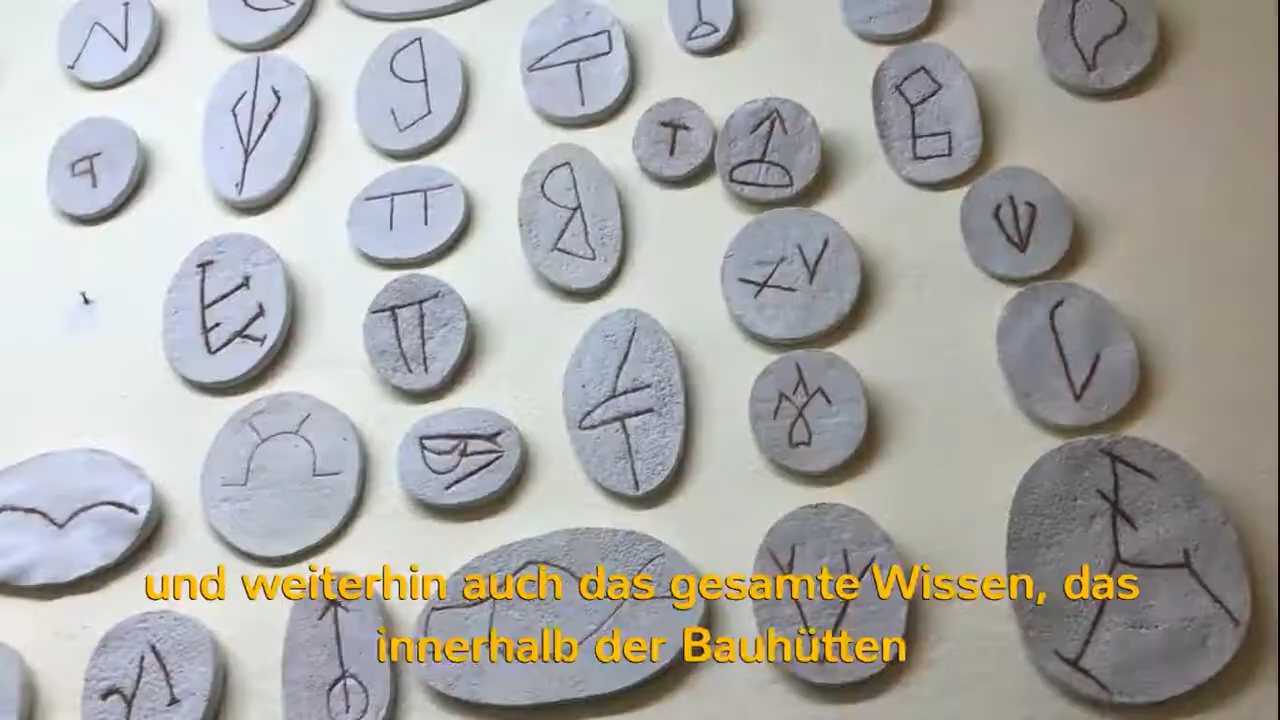 und weiterhin auch das gesamte Wissen, das
innerhalb der Bauhütten